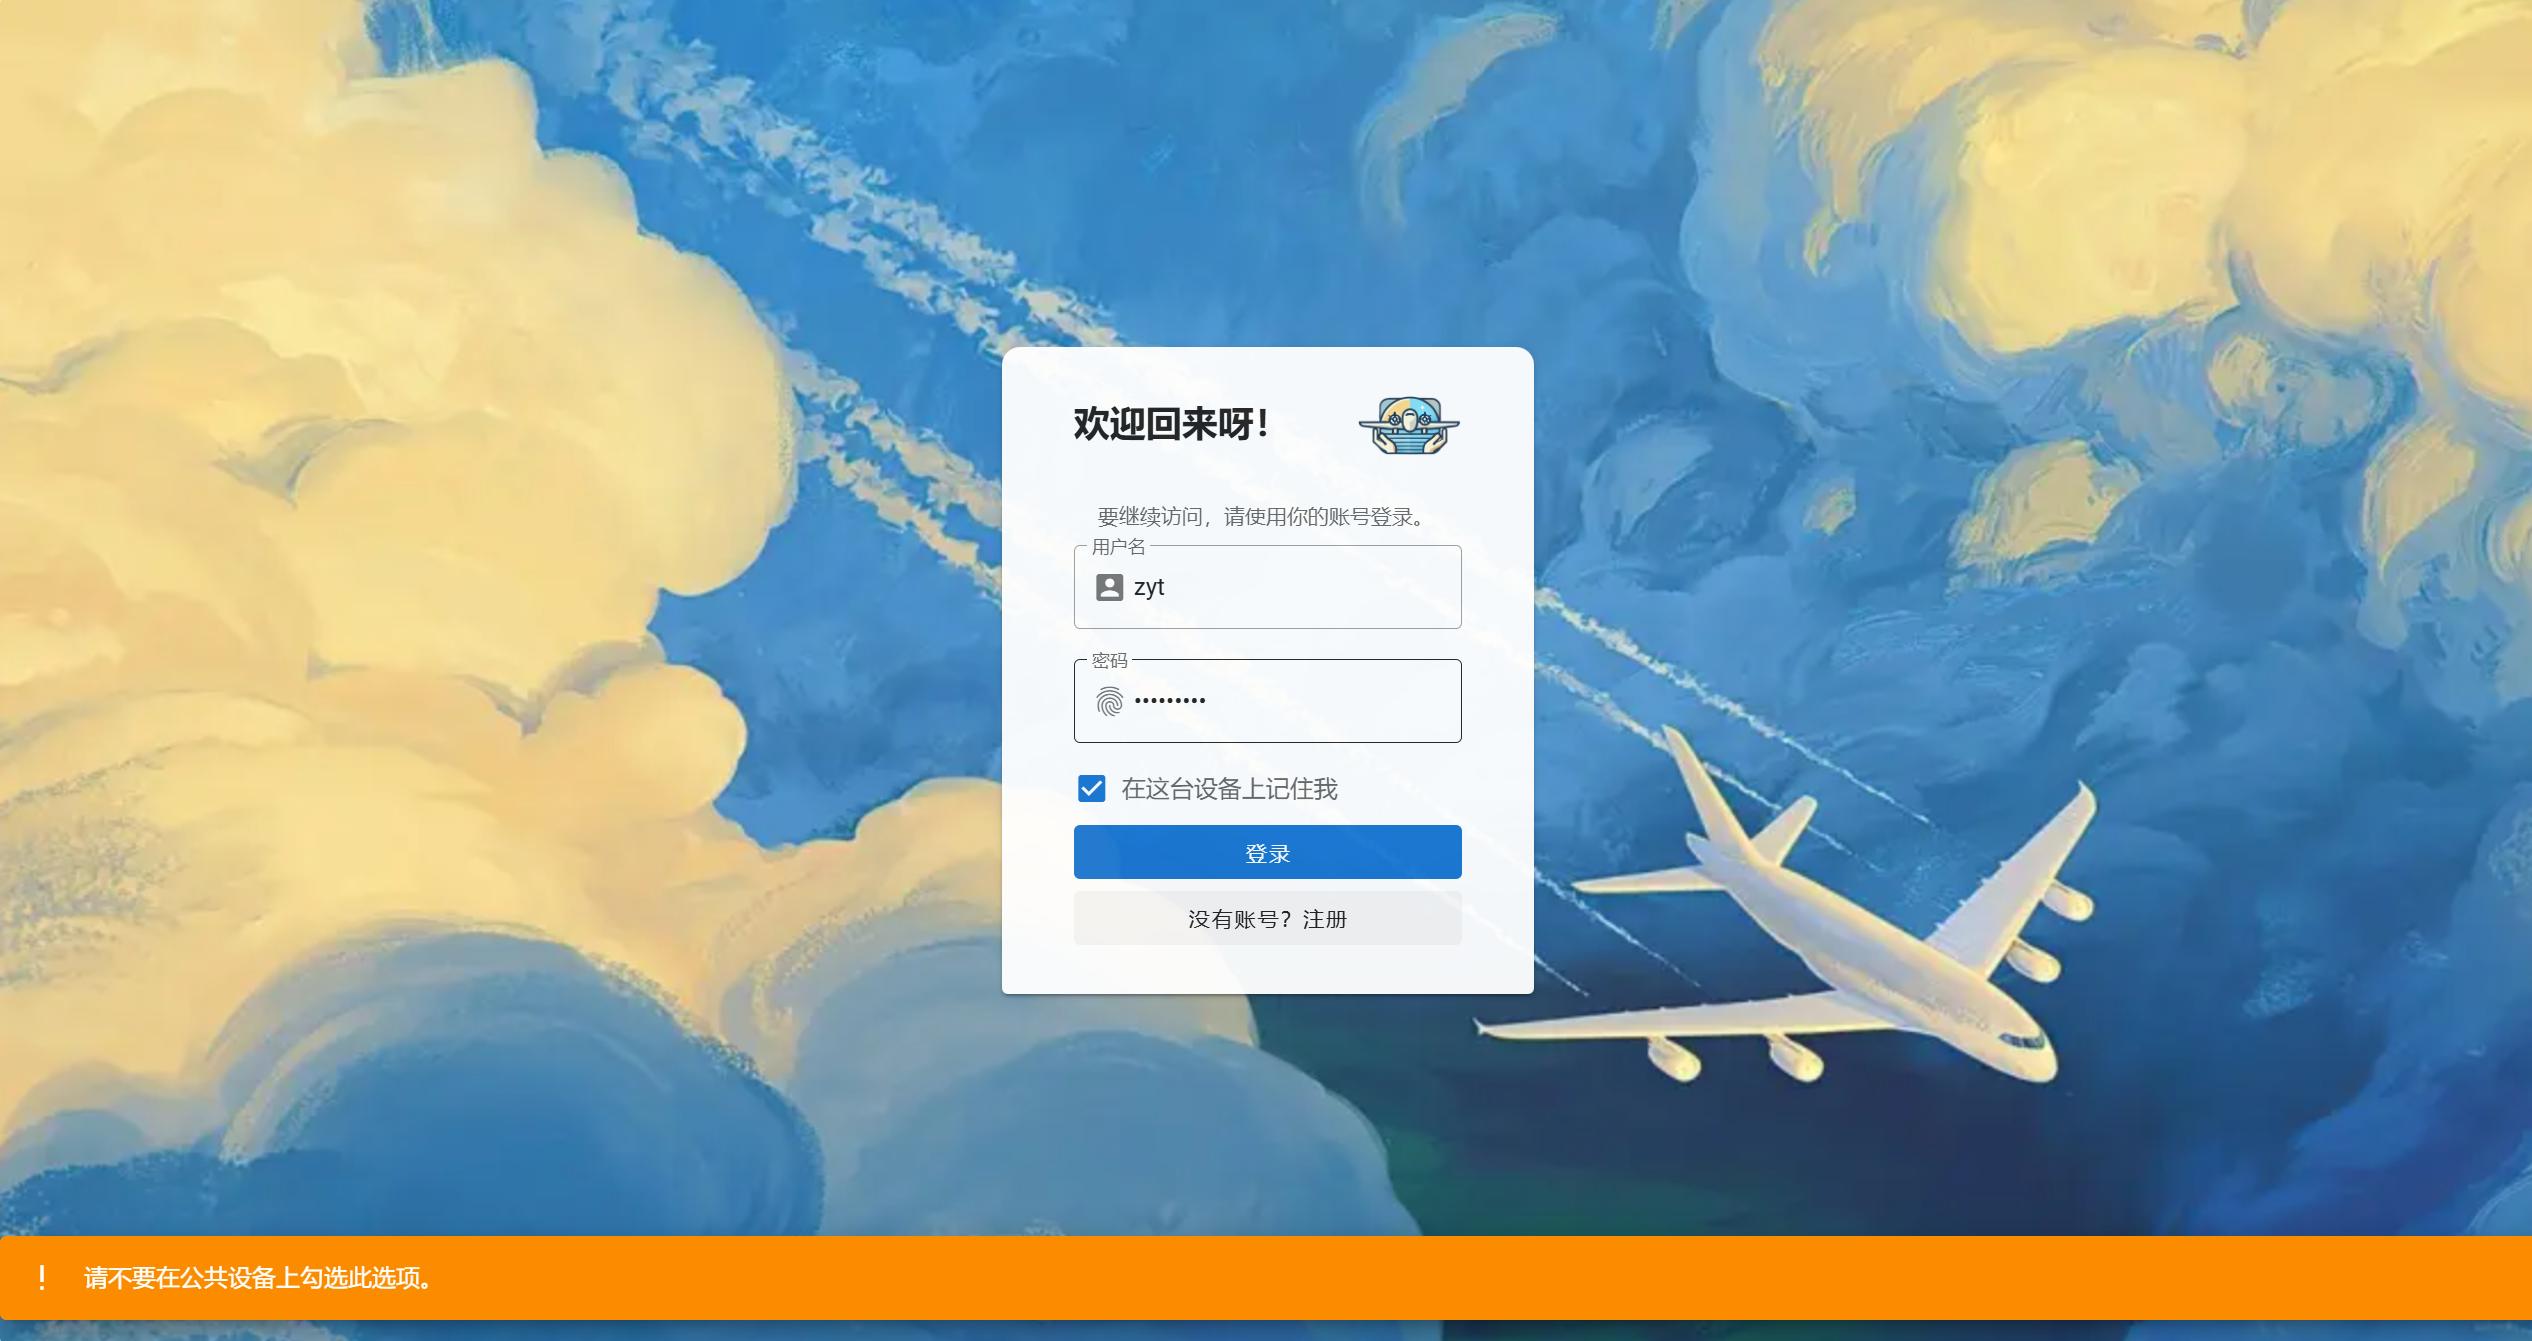 欢迎回来呀！
要继续访问，请使用你的账号登录。
用户名
zyt
密码
•••••••••
在这台设备上记住我
登录
没有账号？注册
! 请不要在公共设备上勾选此选项。